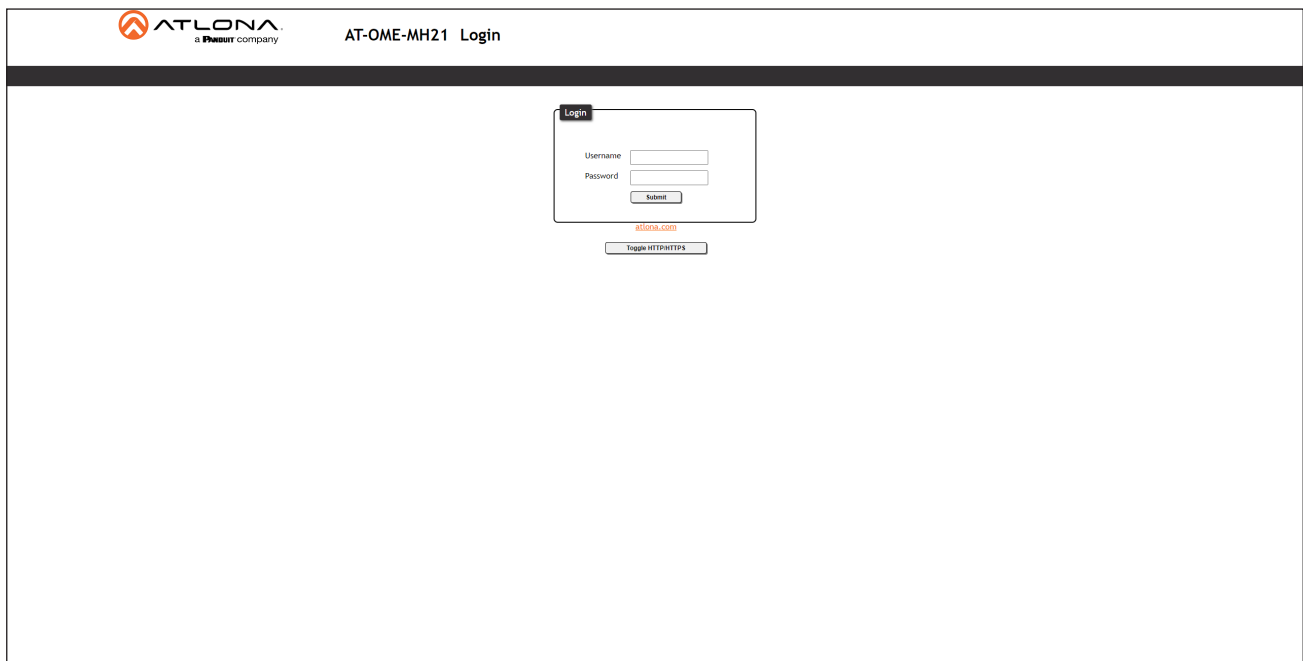 ATLONA.
a PANDUIT company
AT-OME-MH21 Login
Login
Username
Password
Submit
atlona.com
Toggle HTTP/HTTPS